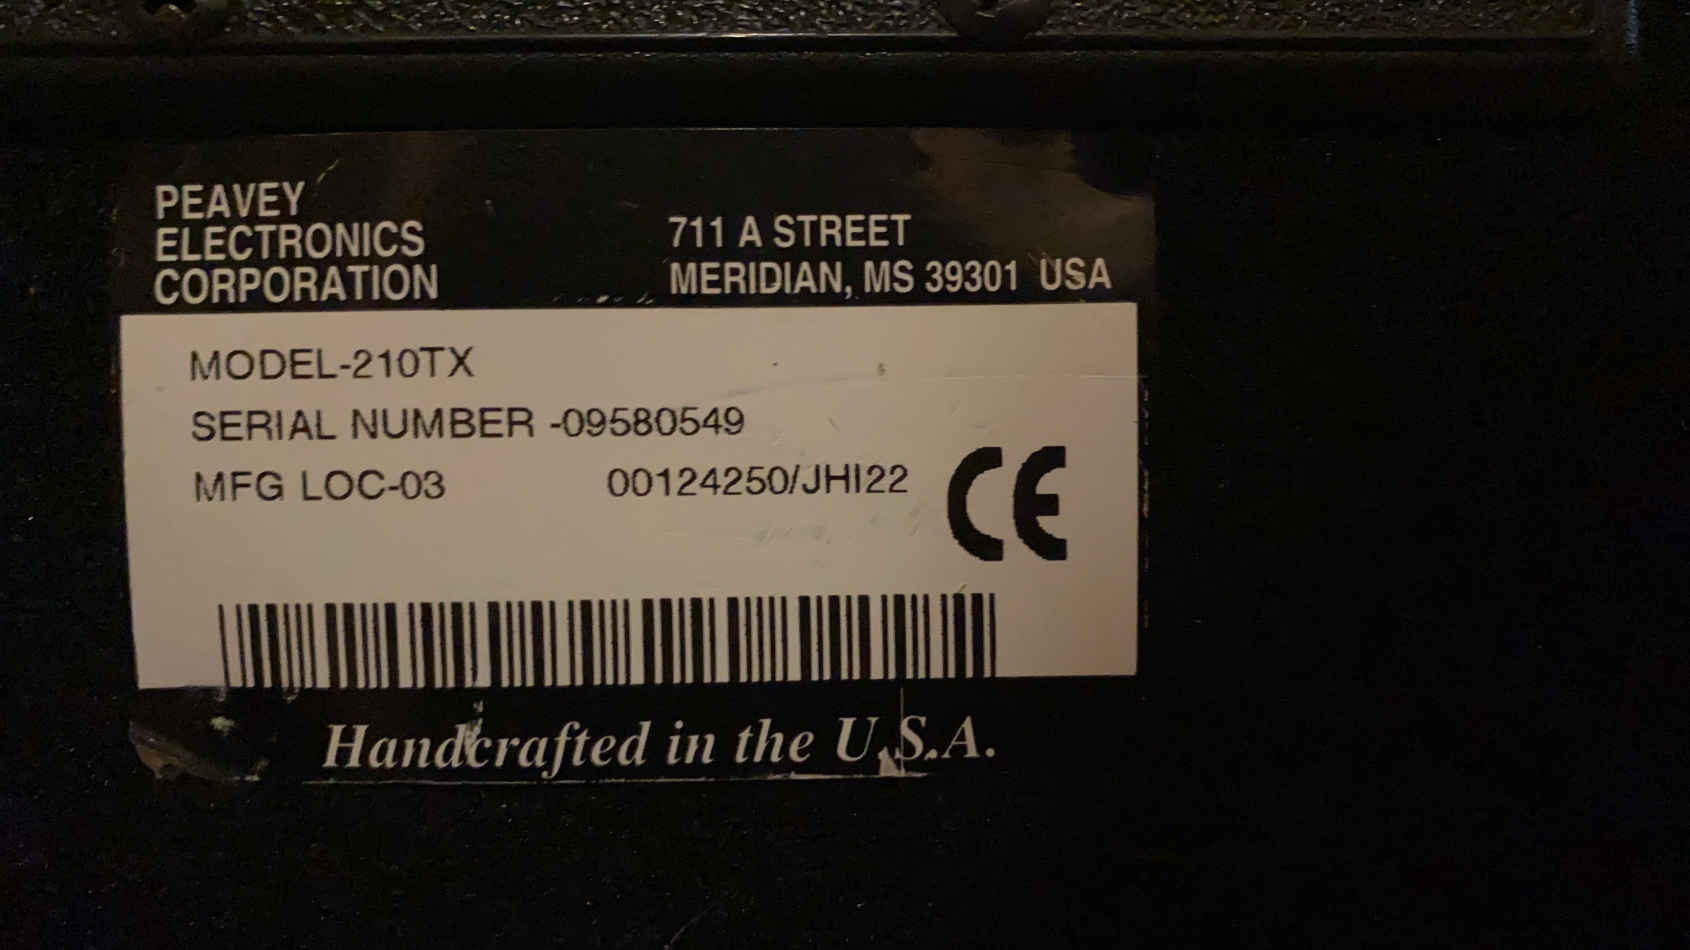 PEAVEY
ELECTRONICS
CORPORATION
711 A STREET
MERIDIAN, MS 39301 USA
MODEL-210TX
SERIAL NUMBER -09580549
MFG LOC-03 00124250/JHI22
CE
Handcrafted in the U.S.A.